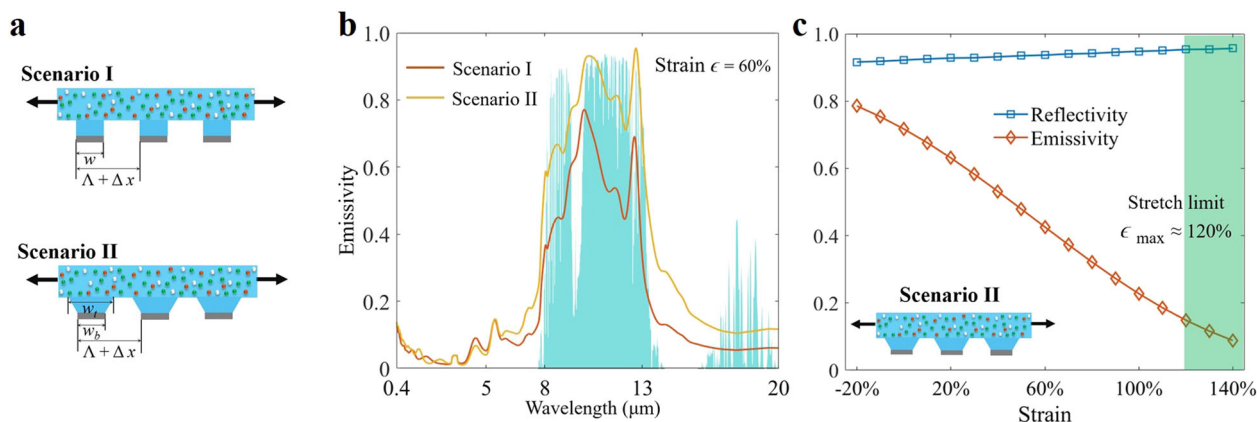 a
Scenario I
w
Λ + Δx
Scenario II
w_t
w_b
Λ + Δx
b
Emissivity
1.0
0.8
0.6
0.4
0.2
0
Scenario I
Scenario II
Strain ϵ = 60%
0.4
5
8
13
20
Wavelength (μm)
c
1.0
0.8
0.6
0.4
0.2
0
Reflectivity
Emissivity
Stretch limit
ϵ max ≈ 120%
Scenario II
-20%
20%
60%
100%
140%
Strain